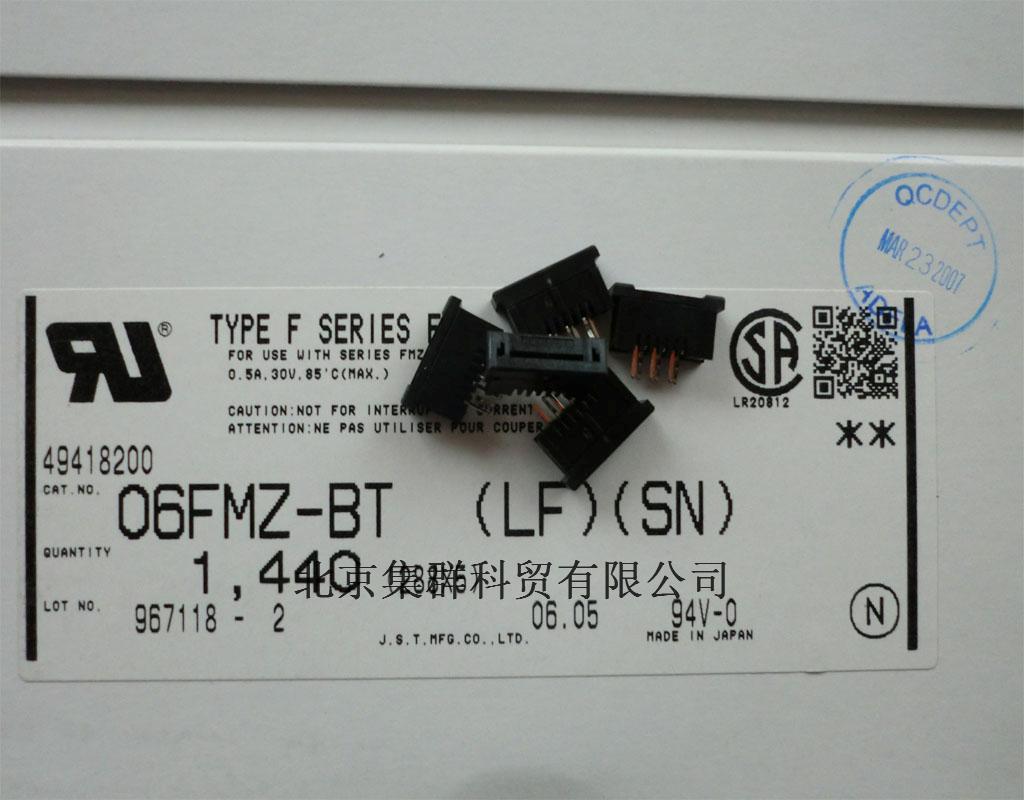 QCDEPT
MAR 23 2007
®
TYPE F SERIES
FOR USE WITH SERIES FMZ
0.5A,30V,85°C(MAX.)
LR20812
CAUTION:NOT FOR
ATTENTION:NE PAS UTILISER POUR COUPER
**
49418200
CAT.NO. 06FMZ-BT (LF)(SN)
QUANTITY 1,440
北京集群科贸有限公司
LOT NO. 967118 - 2 06.05 94V-0 N
J.S.T.MFG.CO.,LTD. MADE IN JAPAN